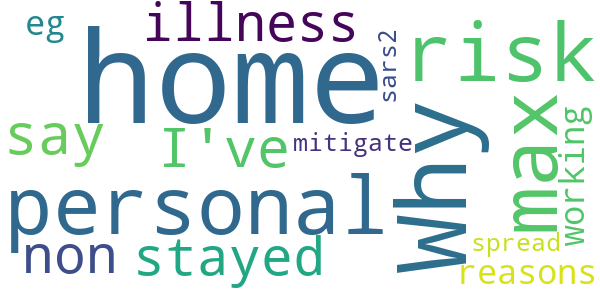 eg
illness
home
sars2
risk
say
I've
mitigate
Why
max
working
personal
non
stayed
spread
reasons